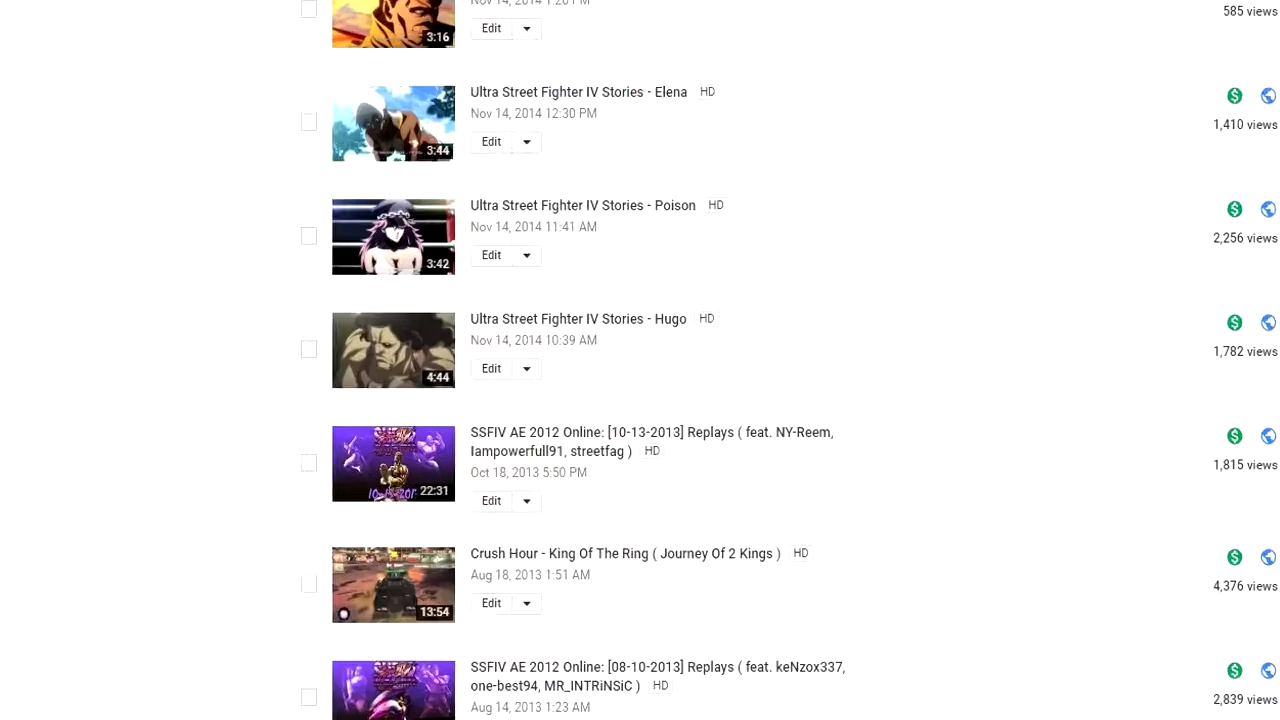 Nov 14, 2014 1:20 PM
585 views
3:16
Edit
Ultra Street Fighter IV Stories - Elena HD
Nov 14, 2014 12:30 PM
1,410 views
3:44
Edit
Ultra Street Fighter IV Stories - Poison HD
Nov 14, 2014 11:41 AM
2,256 views
3:42
Edit
Ultra Street Fighter IV Stories - Hugo HD
Nov 14, 2014 10:39 AM
1,782 views
4:44
Edit
SSFIV AE 2012 Online: [10-13-2013] Replays ( feat. NY-Reem,
Iampowerfull91, streetfag ) HD
Oct 18, 2013 5:50 PM
1,815 views
22:31
Edit
Crush Hour - King Of The Ring ( Journey Of 2 Kings ) HD
Aug 18, 2013 1:51 AM
4,376 views
13:54
Edit
SSFIV AE 2012 Online: [08-10-2013] Replays ( feat. keNzox337,
one-best94, MR_INTRiNSiC ) HD
Aug 14, 2013 1:23 AM
2,839 views